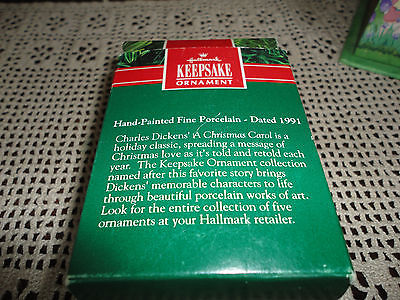 Hallmark
KEEPSAKE
ORNAMENT
Hand-Painted Fine Porcelain - Dated 1991
Charles Dickens' A Christmas Carol is a
holiday classic, spreading a message of
Christmas love as it's told and retold each
year. The Keepsake Ornament collection
named after this favorite story brings
Dickens' memorable characters to life
through beautiful porcelain works of art.
Look for the entire collection of five
ornaments at your Hallmark retailer.